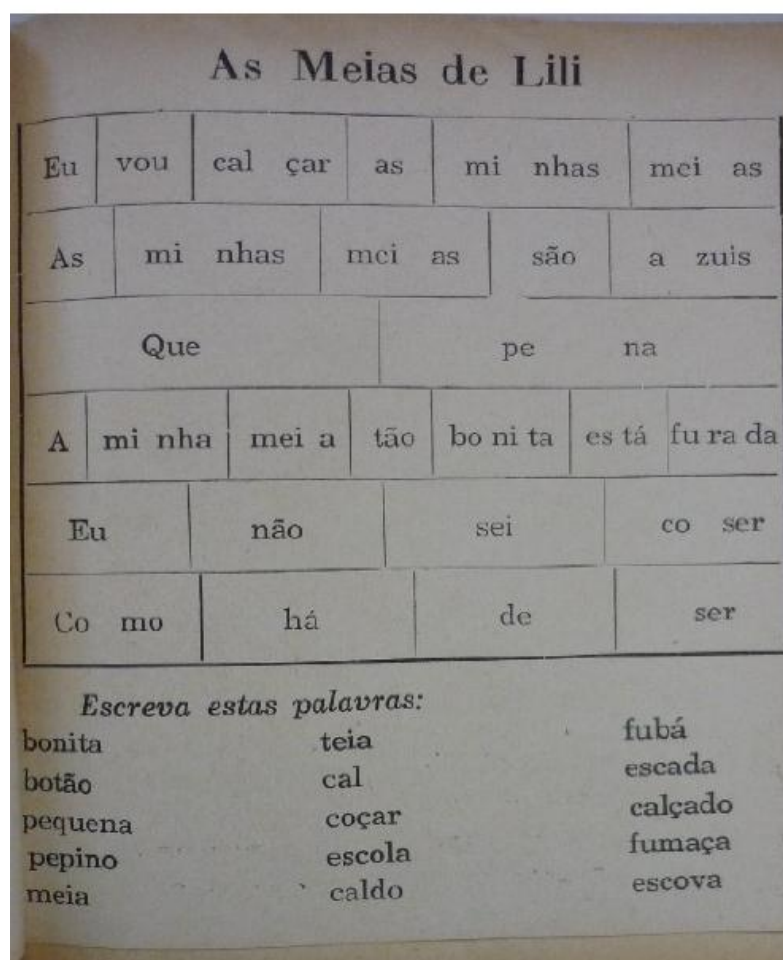 As Meias de Lili
Eu vou cal çar as mi nhas mei as
As mi nhas mei as são a zuis
Que pe na
A mi nha mei a tão bo ni ta es tá fu ra da
Eu não sei co ser
Co mo há de ser
Escreva estas palavras:
bonita teia fubá
botão cal escada
pequena coçar calçado
pepino escola fumaça
meia caldo escova